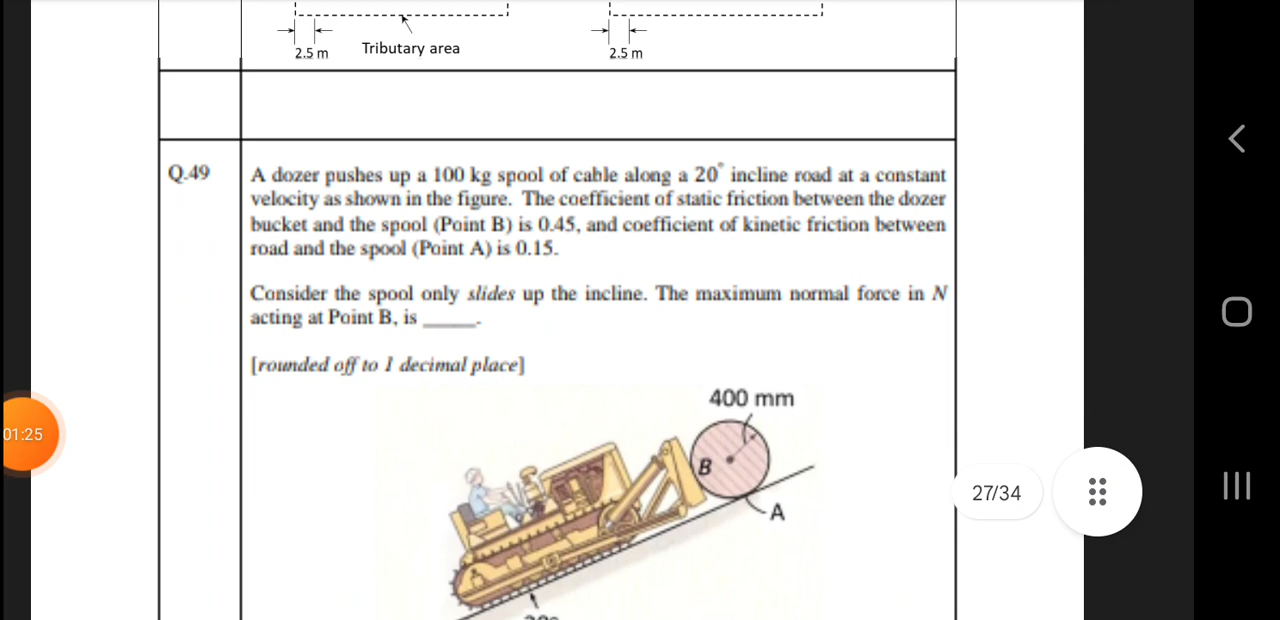 2.5 m Tributary area 2.5 m
Q.49 A dozer pushes up a 100 kg spool of cable along a 20° incline road at a constant
velocity as shown in the figure. The coefficient of static friction between the dozer
bucket and the spool (Point B) is 0.45, and coefficient of kinetic friction between
road and the spool (Point A) is 0.15.
Consider the spool only slides up the incline. The maximum normal force in N
acting at Point B, is _____.
[rounded off to 1 decimal place]
400 mm
01:25
B
27/34
A